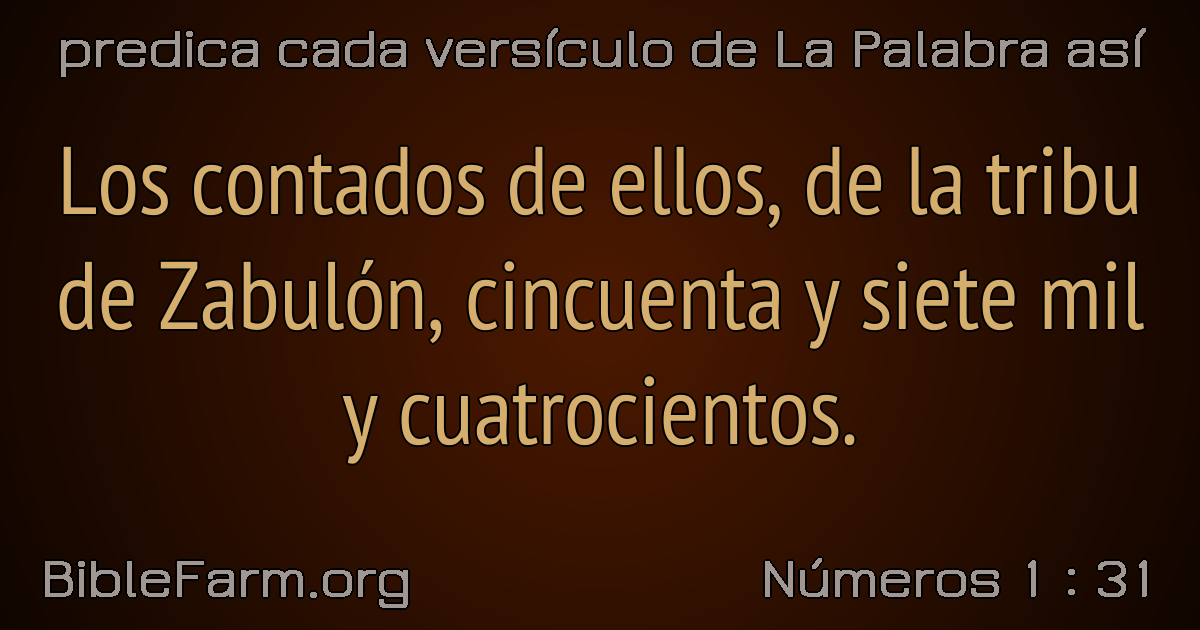 predica cada versículo de La Palabra así
Los contados de ellos, de la tribu
de Zabulón, cincuenta y siete mil
y cuatrocientos.
BibleFarm.org
Números 1 : 31